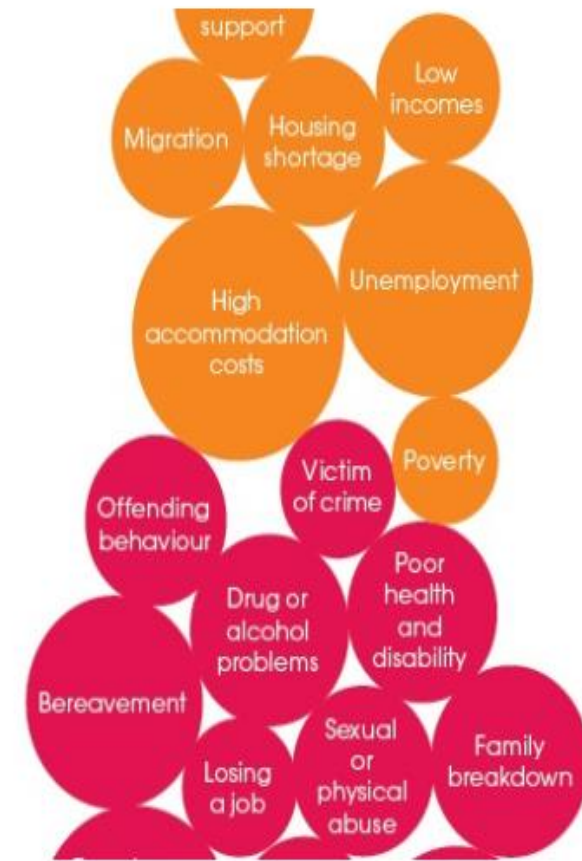 support
Low
incomes
Migration
Housing
shortage
Unemployment
High
accommodation
costs
Poverty
Victim
of crime
Offending
behaviour
Poor
health
and
disability
Drug or
alcohol
problems
Bereavement
Sexual
or
physical
abuse
Family
breakdown
Losing
a job